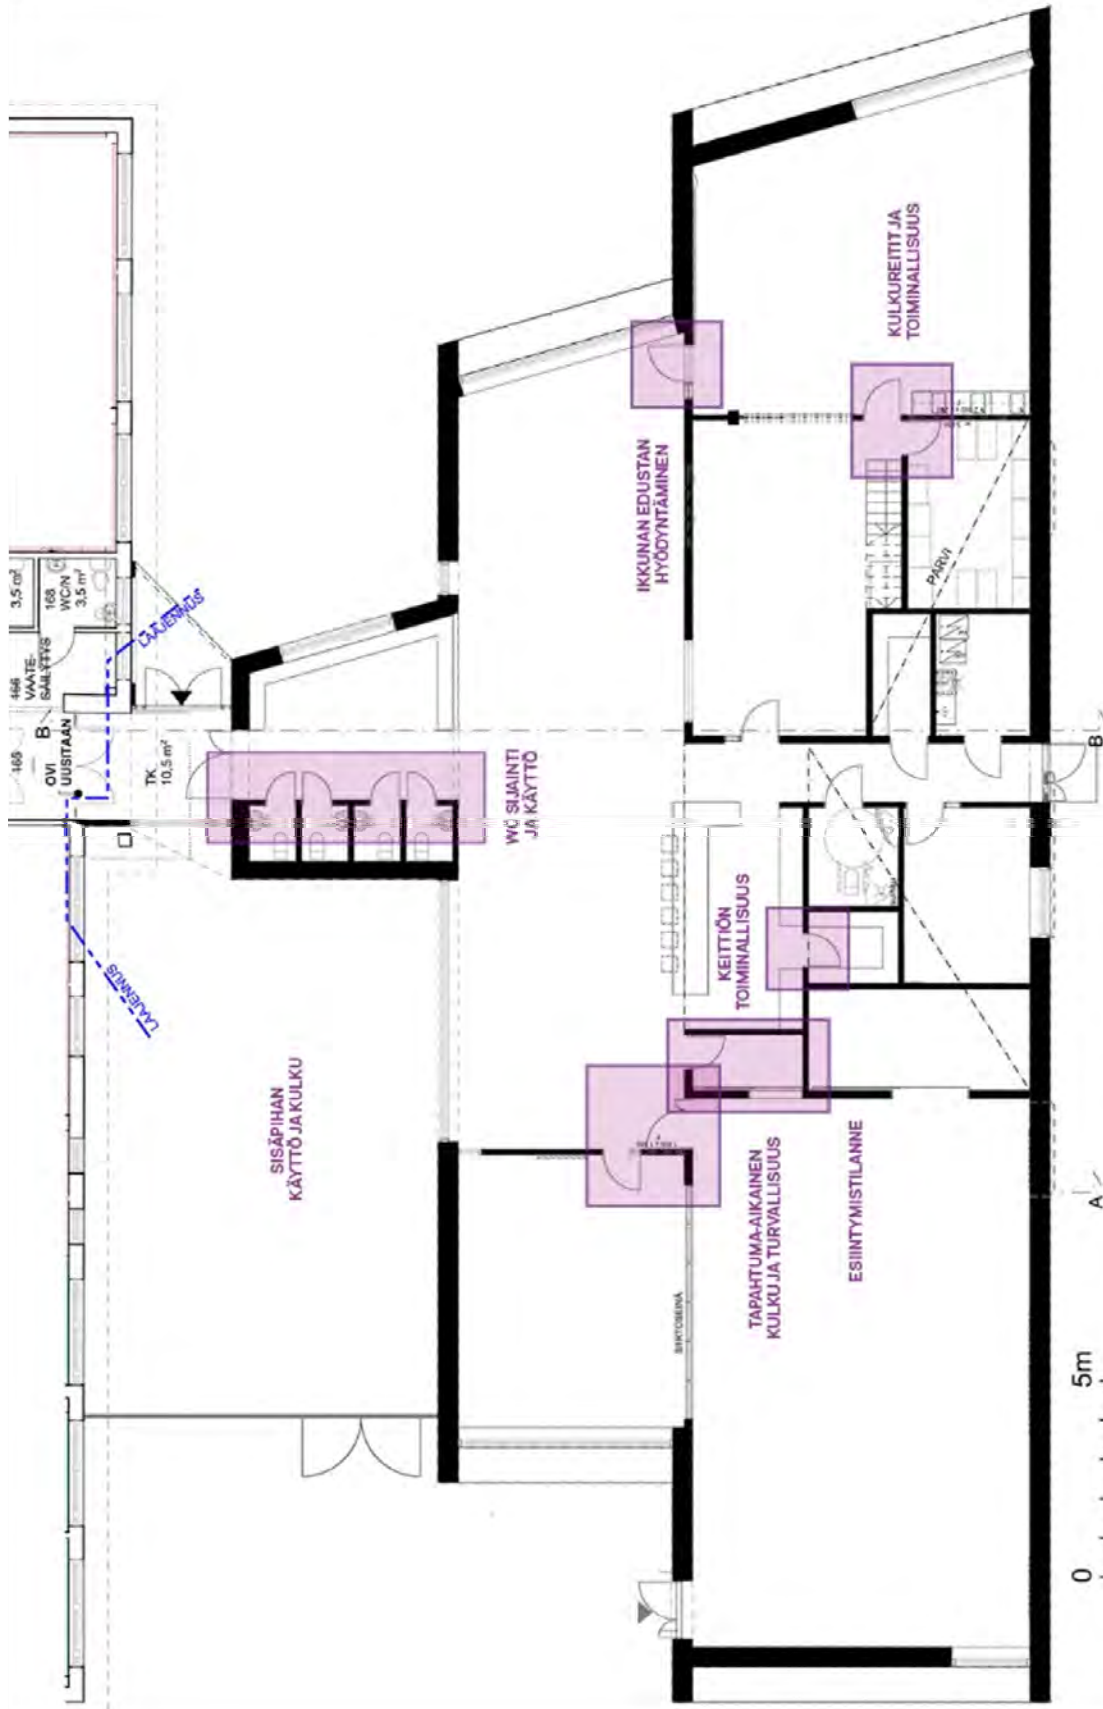 3,5 m²
168
WC/N
3,5 m²
466
VAATE-
SÄILYTYS
465
OVI
UUSITAAN
B
TK
10,5 m²
LAAJENNUS
LAAJENNUS
KULKUREITIT JA
TOIMINALLISUUS
IKKUNAN EDUSTAN
HYÖDYNTÄMINEN
PARVI
WC SIJAINTI
JA KÄYTTÖ
KEITTIÖN
TOIMINALLISUUS
SISÄPIHAN
KÄYTTÖ JA KULKU
TAPAHTUMA-AIKAINEN
KULKU JA TURVALLISUUS
ESIINTYMISTILANNE
SIIRTOSEINÄ
B
A
0
5m